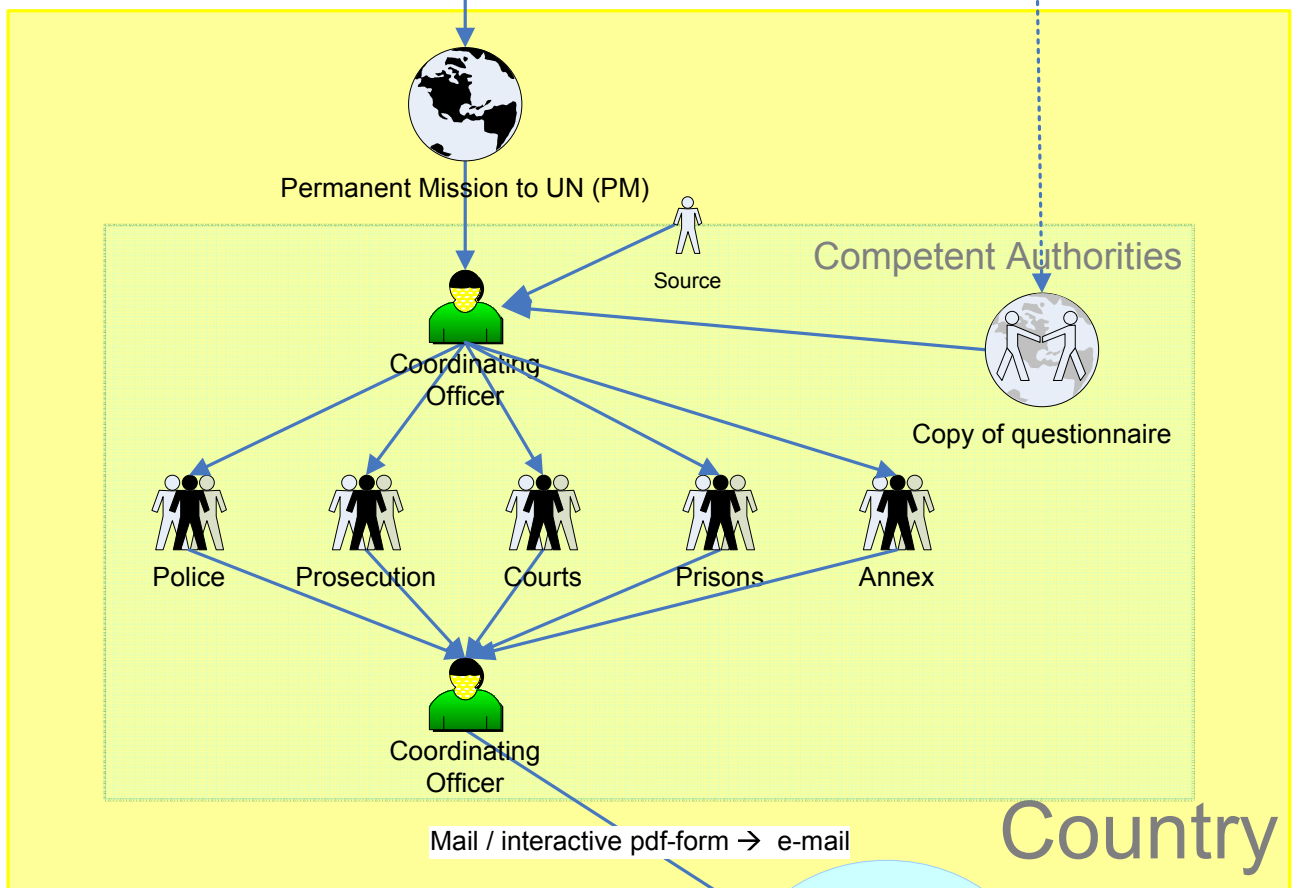 Permanent Mission to UN (PM)
Competent Authorities
Source
Coordinating
Officer
Copy of questionnaire
Police
Prosecution
Courts
Prisons
Annex
Coordinating
Officer
Country
Mail / interactive pdf-form → e-mail